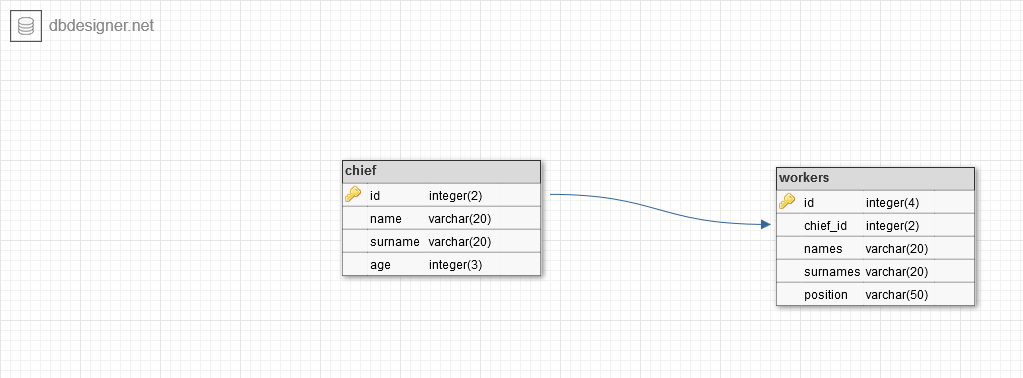 dbdesigner.net
chief
id integer(2)
name varchar(20)
surname varchar(20)
age integer(3)
workers
id integer(4)
chief_id integer(2)
names varchar(20)
surnames varchar(20)
position varchar(50)